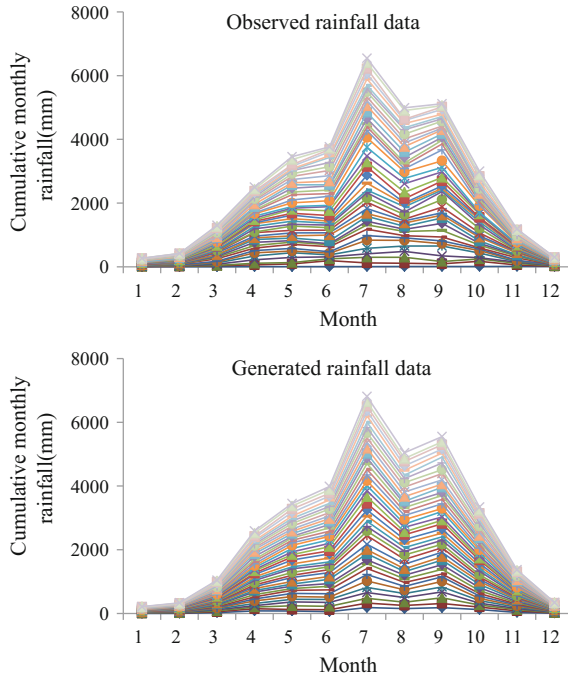 Observed rainfall data
Cumulative monthly
rainfall(mm)
8000
6000
4000
2000
0
1 2 3 4 5 6 7 8 9 10 11 12
Month
Generated rainfall data
Cumulative monthly
rainfall(mm)
8000
6000
4000
2000
0
1 2 3 4 5 6 7 8 9 10 11 12
Month